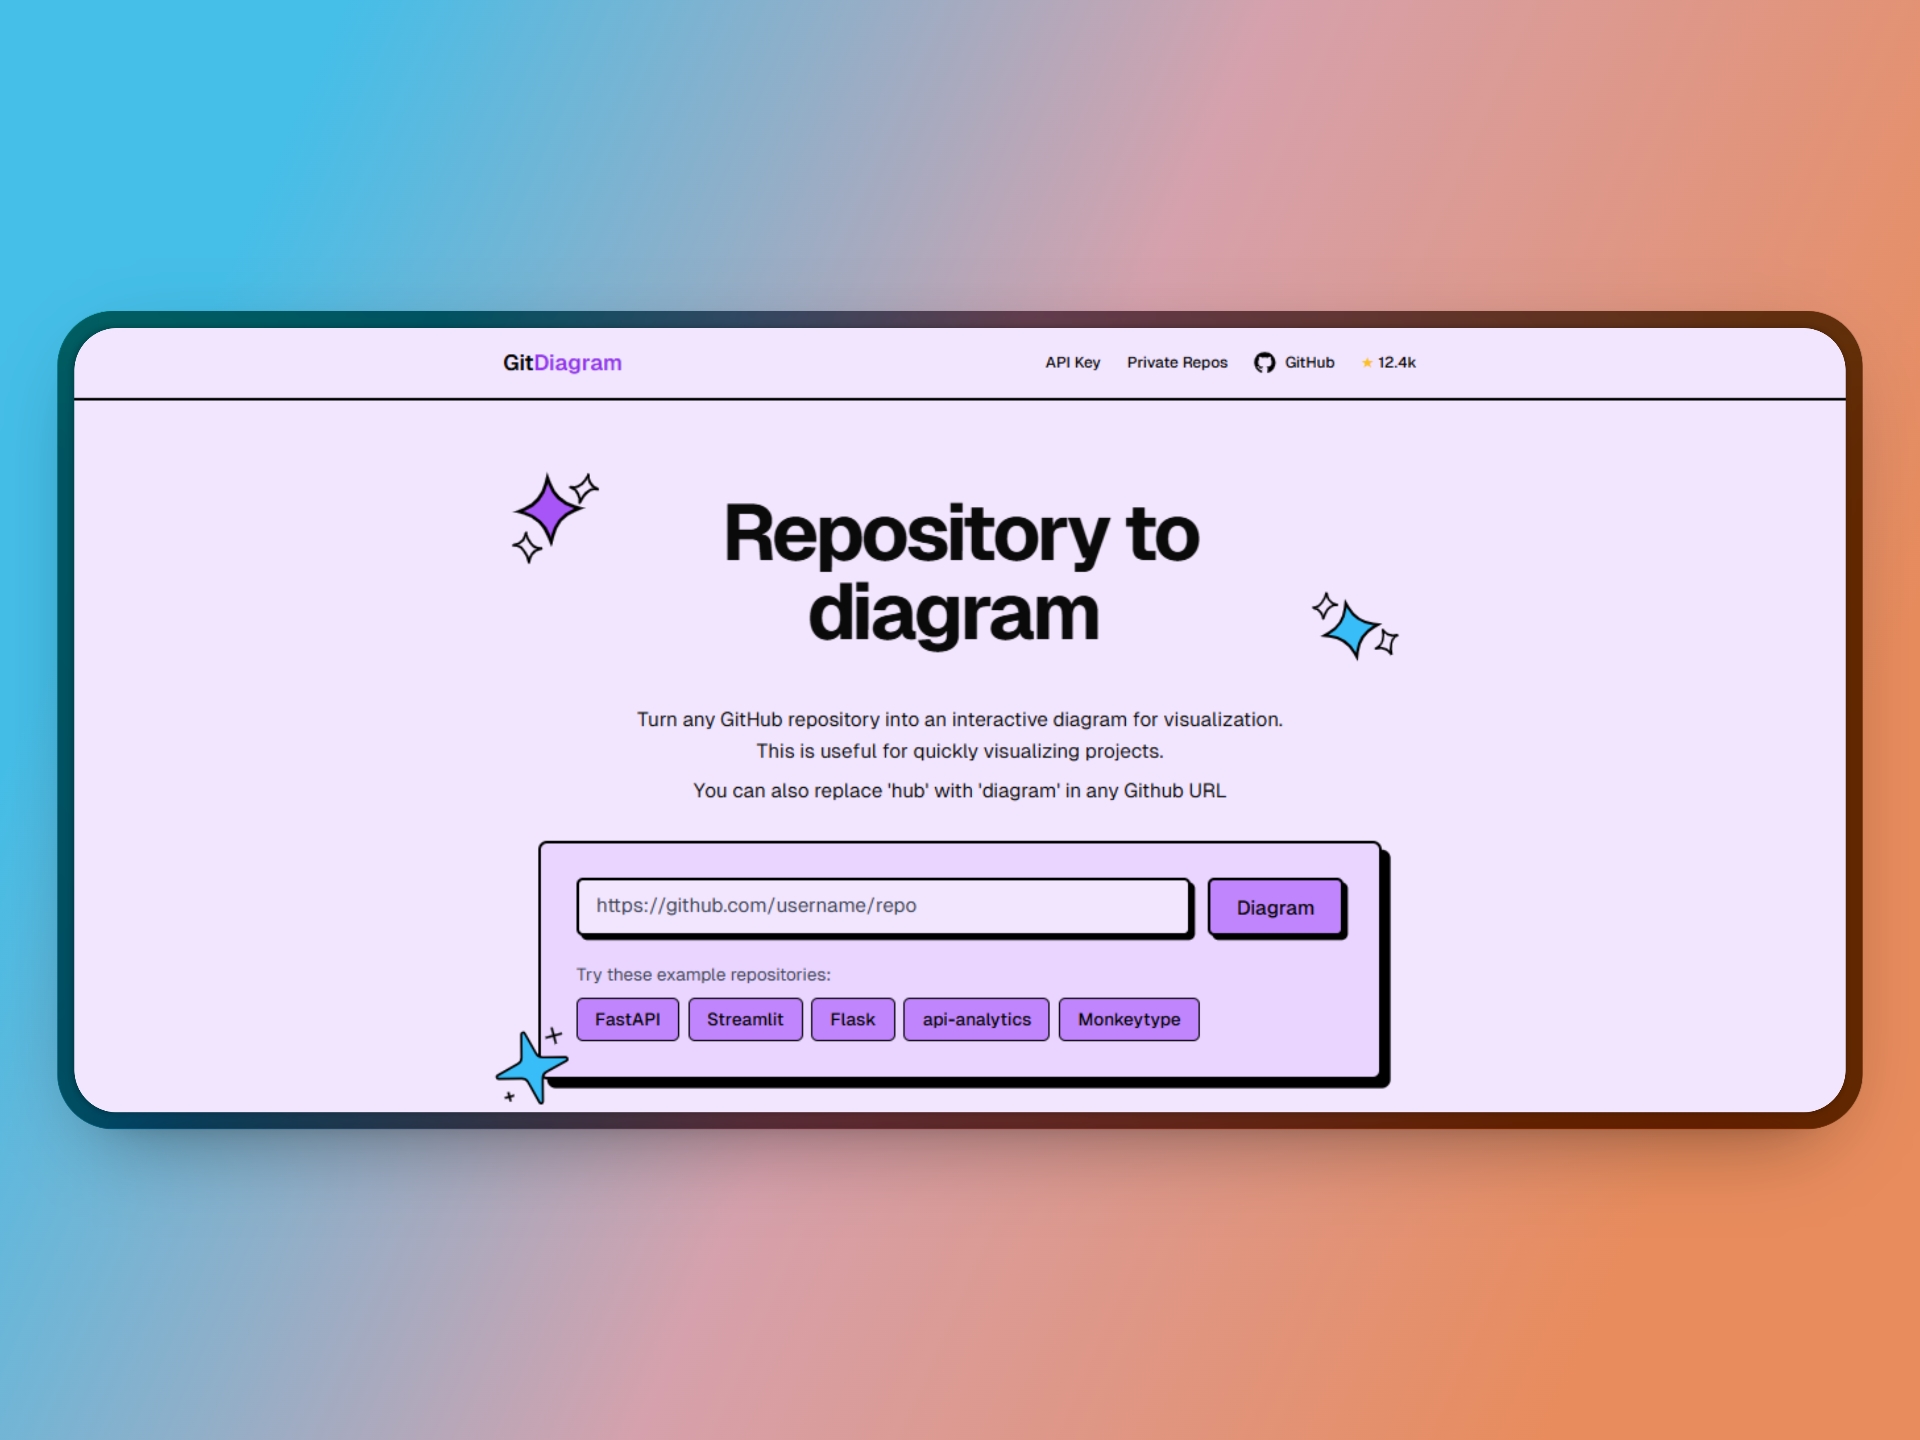 GitDiagram
API Key Private Repos GitHub ★ 12.4k
Repository to
diagram
Turn any GitHub repository into an interactive diagram for visualization.
This is useful for quickly visualizing projects.
You can also replace 'hub' with 'diagram' in any Github URL
https://github.com/username/repo
Diagram
Try these example repositories:
FastAPI Streamlit Flask api-analytics Monkeytype